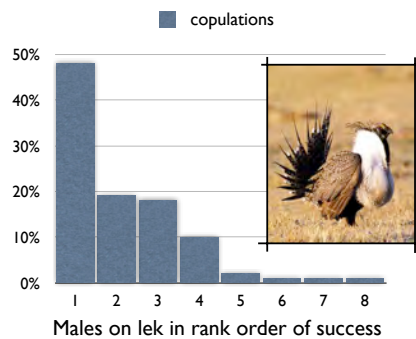 copulations
50%
40%
30%
20%
10%
0%
1 2 3 4 5 6 7 8
Males on lek in rank order of success